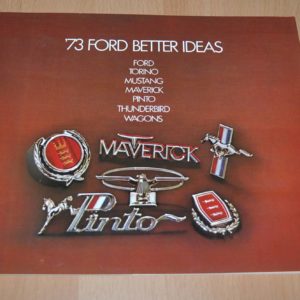 '73 FORD BETTER IDEAS
FORD
TORINO
MUSTANG
MAVERICK
PINTO
THUNDERBIRD
WAGONS
MAVERICK
Pinto